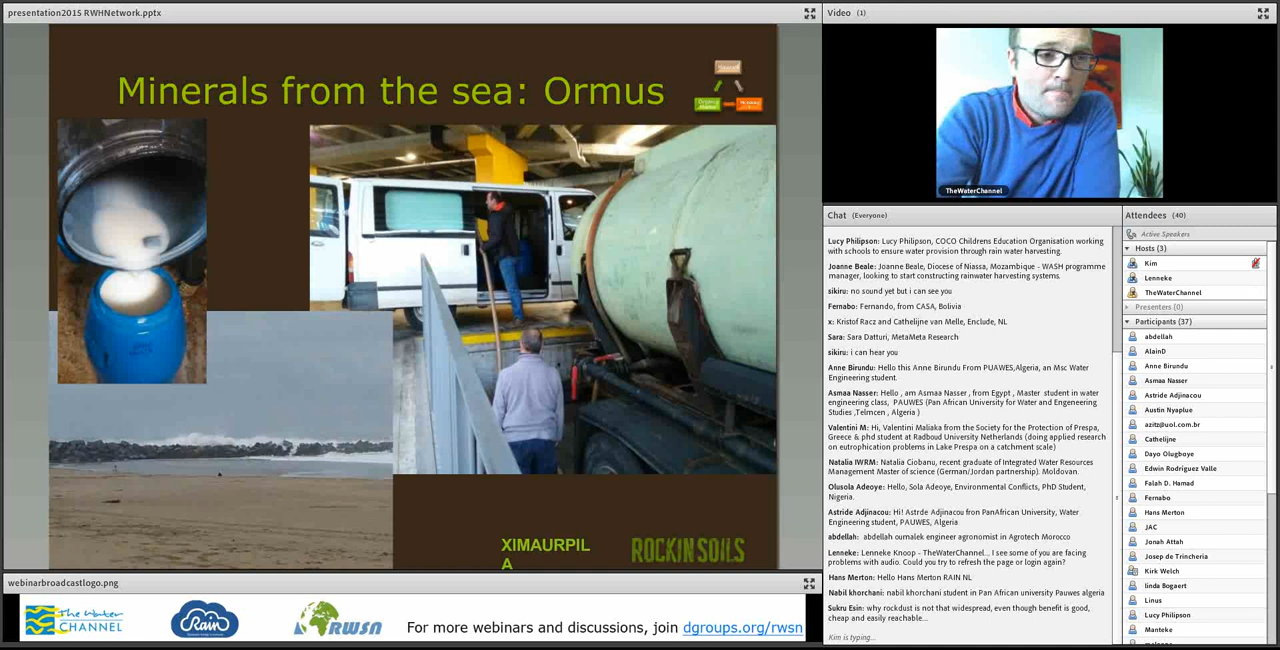 presentation2015 RWHNetwork.pptx
Minerals from the sea: Ormus
XIMAURPIL
A
ROCKIN SOILS
webinarbroadcastlogo.png
The Water
CHANNEL
Rain
RWSN
For more webinars and discussions, join dgroups.org/rwsn
Video (1)
TheWaterChannel
Chat (Everyone)
Lucy Philipson: Lucy Philipson, COCO Childrens Education Organisation working
with schools to ensure water provision through rain water harvesting.
Joanne Beale: Joanne Beale, Diocese of Niassa, Mozambique - WASH programme
manager, looking to start constructing rainwater harvesting systems.
sikiru: no sound yet but i can see you
Fernabo: Fernando, from CASA, Bolivia
x: Kristof Racz and Cathelijne van Melle, Enclude, NL
Sara: Sara Datturi, MetaMeta Research
sikiru: i can hear you
Anne Birundu: Hello this Anne Birundu From PUAWES,Algeria, an Msc Water
Engineering student.
Asmaa Nasser: Hello , am Asmaa Nasser , from Egypt , Master student in water
engineering class, PAUWES (Pan African University for Water and Engeneering
Studies ,Telmcen , Algeria )
Valentini M: Hi, Valentini Maliaka from the Society for the Protection of Prespa,
Greece & phd student at Radboud University Netherlands (doing applied research
on eutrophication problems in Lake Prespa on a catchment scale)
Natalia IWRM: Natalia Ciobanu, recent graduate of Integrated Water Resources
Management Master of science (German/Jordan partnership). Moldovan.
Olusola Adeoye: Hello, Sola Adeoye, Environmental Conflicts, PhD Student,
Nigeria.
Astride Adjinacou: Hi! Astrde Adjinacou fron PanAfrican University, Water
Engineering student, PAUWES, Algeria
abdellah: abdellah oumalek engineer agronomist in Agrotech Morocco
Lenneke: Lenneke Knoop - TheWaterChannel... I see some of you are facing
problems with audio. Could you try to refresh the page or login again?
Hans Merton: Hello Hans Merton RAIN NL
Nabil khorchani: nabil khorchani student in Pan African university Pauwes algeria
Sukru Esin: why rockdust is not that widespread, even though benefit is good,
cheap and easily reachable...
Kim is typing...
Attendees (40)
Active Speakers
Hosts (3)
Kim
Lenneke
TheWaterChannel
Presenters (0)
Participants (37)
abdellah
AlainD
Anne Birundu
Asmaa Nasser
Astride Adjinacou
Austin Nyaplue
azitz@uol.com.br
Cathelijne
Dayo Olugboye
Edwin Rodríguez Valle
Falah D. Hamad
Fernabo
Hans Merton
JAC
Jonah Attah
Josep de Trincheria
Kirk Welch
linda Bogaert
Linus
Lucy Philipson
Manteke